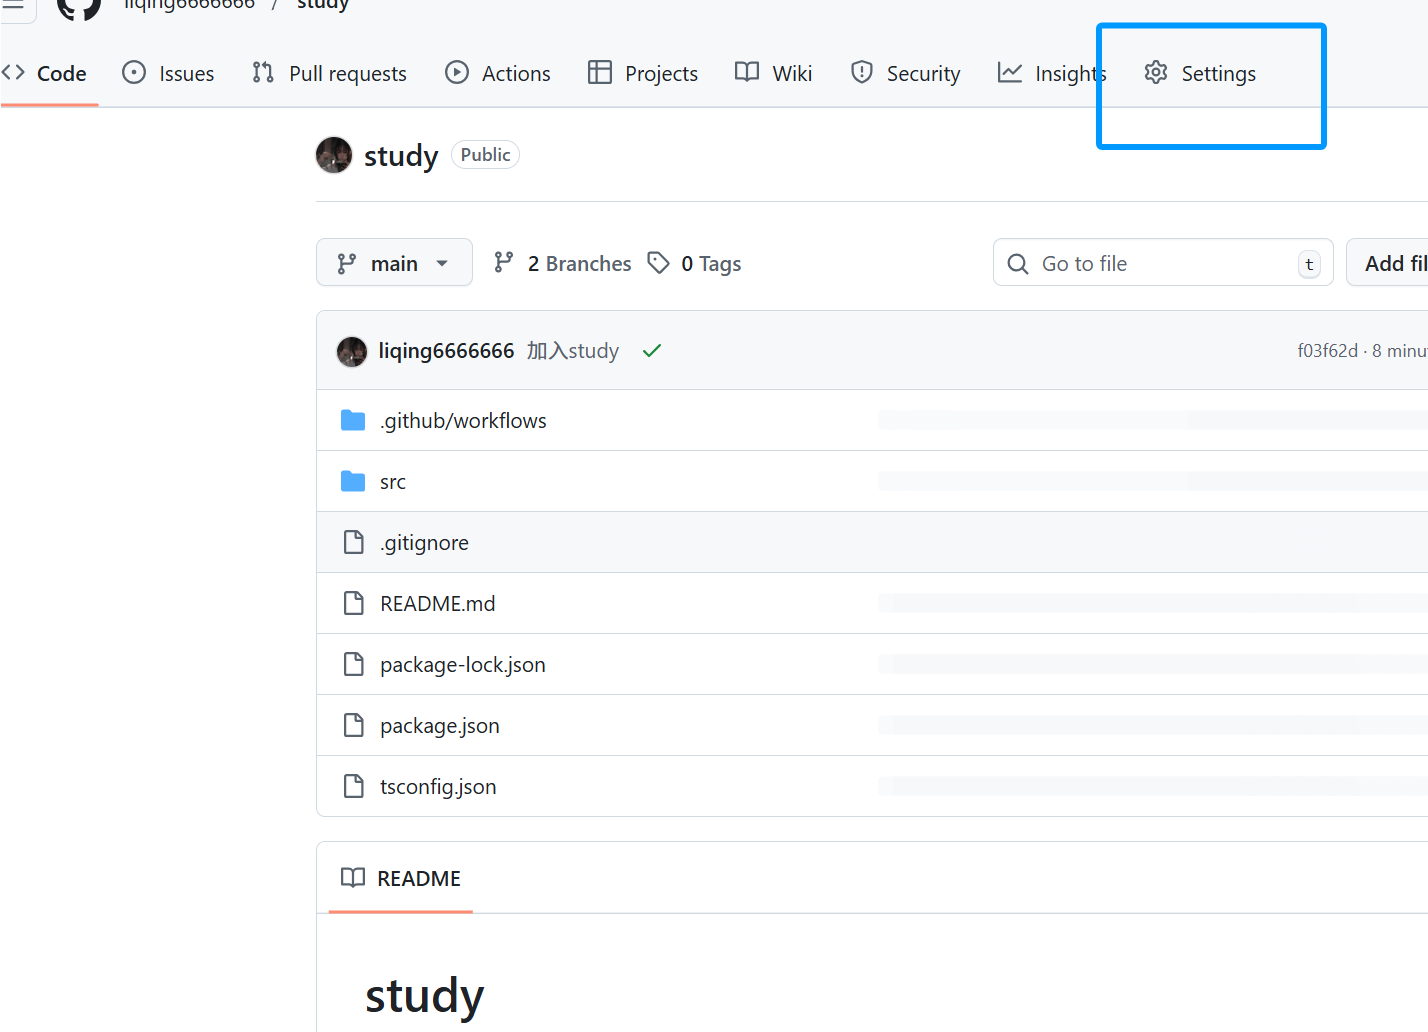 liqing6666666 / study
Code Issues Pull requests Actions Projects Wiki Security Insights Settings
study Public
main 2 Branches 0 Tags Go to file t Add fil
liqing6666666 加入study f03f62d · 8 minu
.github/workflows
src
.gitignore
README.md
package-lock.json
package.json
tsconfig.json
README
study